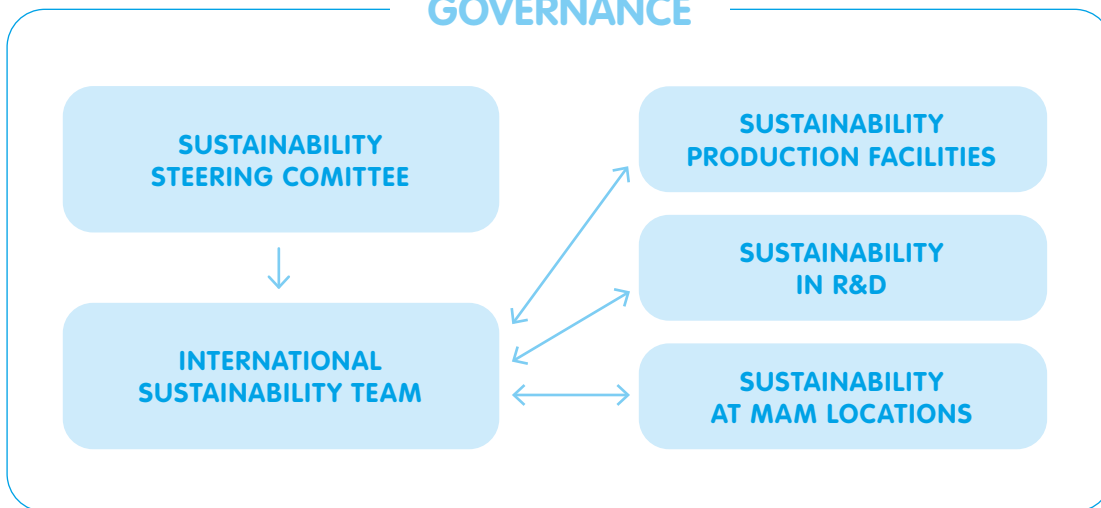 GOVERNANCE
SUSTAINABILITY
STEERING COMITTEE
INTERNATIONAL
SUSTAINABILITY TEAM
SUSTAINABILITY
PRODUCTION FACILITIES
SUSTAINABILITY
IN R&D
SUSTAINABILITY
AT MAM LOCATIONS